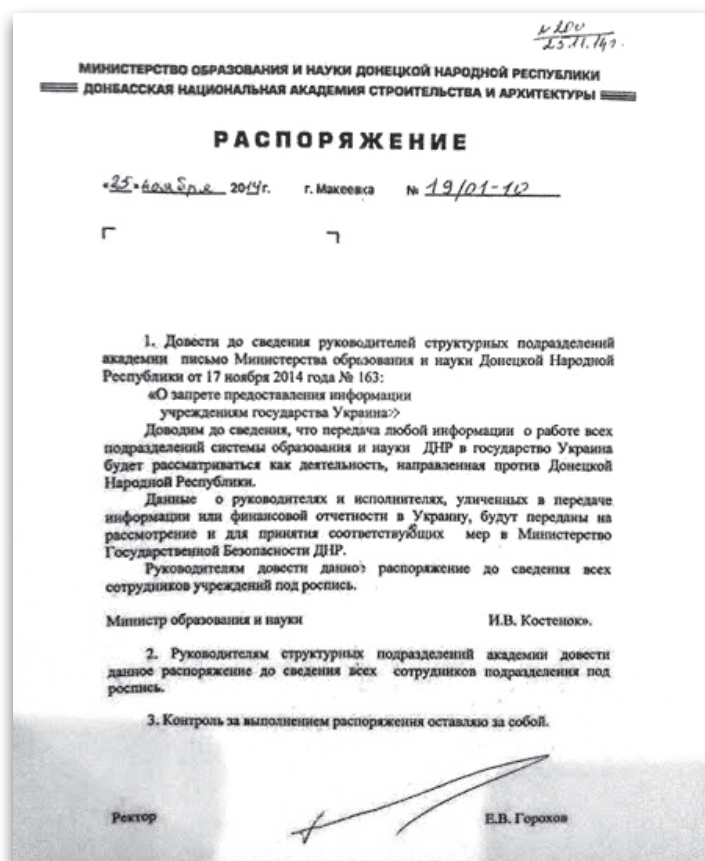 № 200
25.11.14г.
МИНИСТЕРСТВО ОБРАЗОВАНИЯ И НАУКИ ДОНЕЦКОЙ НАРОДНОЙ РЕСПУБЛИКИ
ДОНБАССКАЯ НАЦИОНАЛЬНАЯ АКАДЕМИЯ СТРОИТЕЛЬСТВА И АРХИТЕКТУРЫ
РАСПОРЯЖЕНИЕ
«25» ноября 2014г. г. Макеевка № 19/01-10
1. Довести до сведения руководителей структурных подразделений
академии письмо Министерства образования и науки Донецкой Народной
Республики от 17 ноября 2014 года № 163:
«О запрете предоставления информации
учреждениям государства Украина»
Доводим до сведения, что передача любой информации о работе всех
подразделений системы образования и науки ДНР в государство Украина
будет рассматриваться как деятельность, направленная против Донецкой
Народной Республики.
Данные о руководителях и исполнителях, уличенных в передаче
информации или финансовой отчетности в Украину, будут переданы на
рассмотрение и для принятия соответствующих мер в Министерство
Государственной Безопасности ДНР.
Руководителям довести данное распоряжение до сведения всех
сотрудников учреждений под роспись.
Министр образования и науки И.В. Костенок».
2. Руководителям структурных подразделений академии довести
данное распоряжение до сведения всех сотрудников подразделения под
роспись.
3. Контроль за выполнением распоряжения оставляю за собой.
Ректор Е.В. Горохов